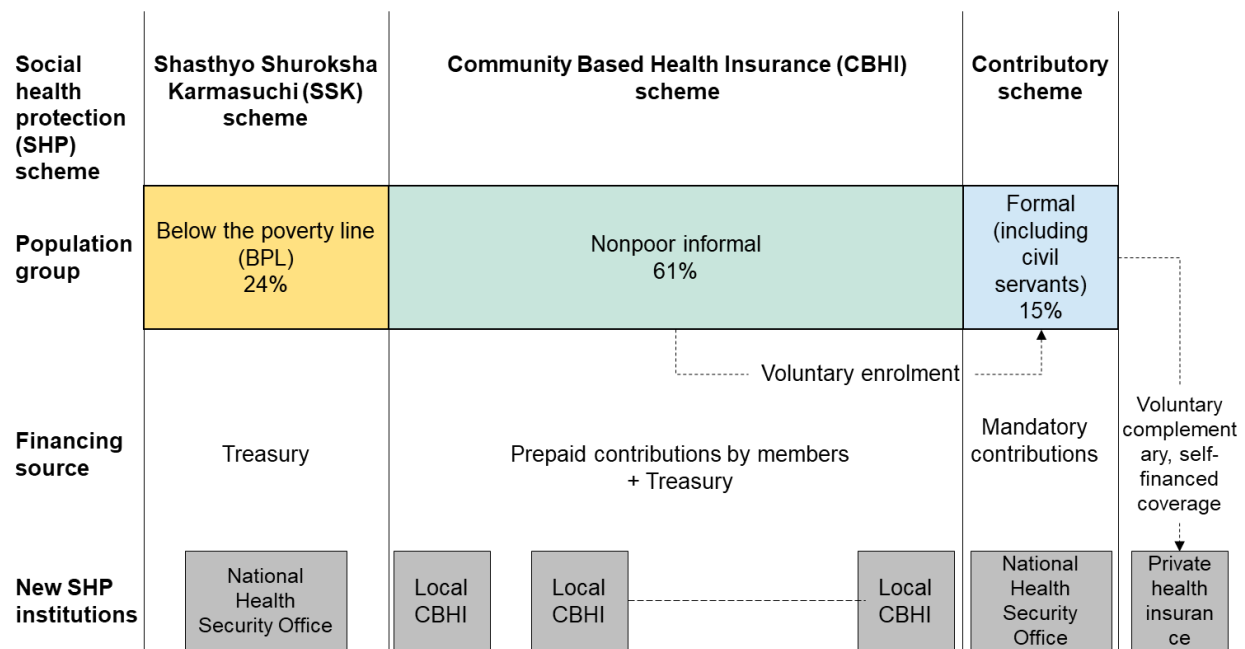 Social
health
protection
(SHP)
scheme
Shasthyo Shuroksha
Karmasuchi (SSK)
scheme
Community Based Health Insurance (CBHI)
scheme
Contributory
scheme
Population
group
Below the poverty line
(BPL)
24%
Nonpoor informal
61%
Formal
(including
civil
servants)
15%
Voluntary enrolment
Financing
source
Treasury
Prepaid contributions by members
+ Treasury
Mandatory
contributions
Voluntary
complement
ary, self-
financed
coverage
New SHP
institutions
National
Health
Security Office
Local
CBHI
Local
CBHI
Local
CBHI
National
Health
Security
Office
Private
health
insuran
ce